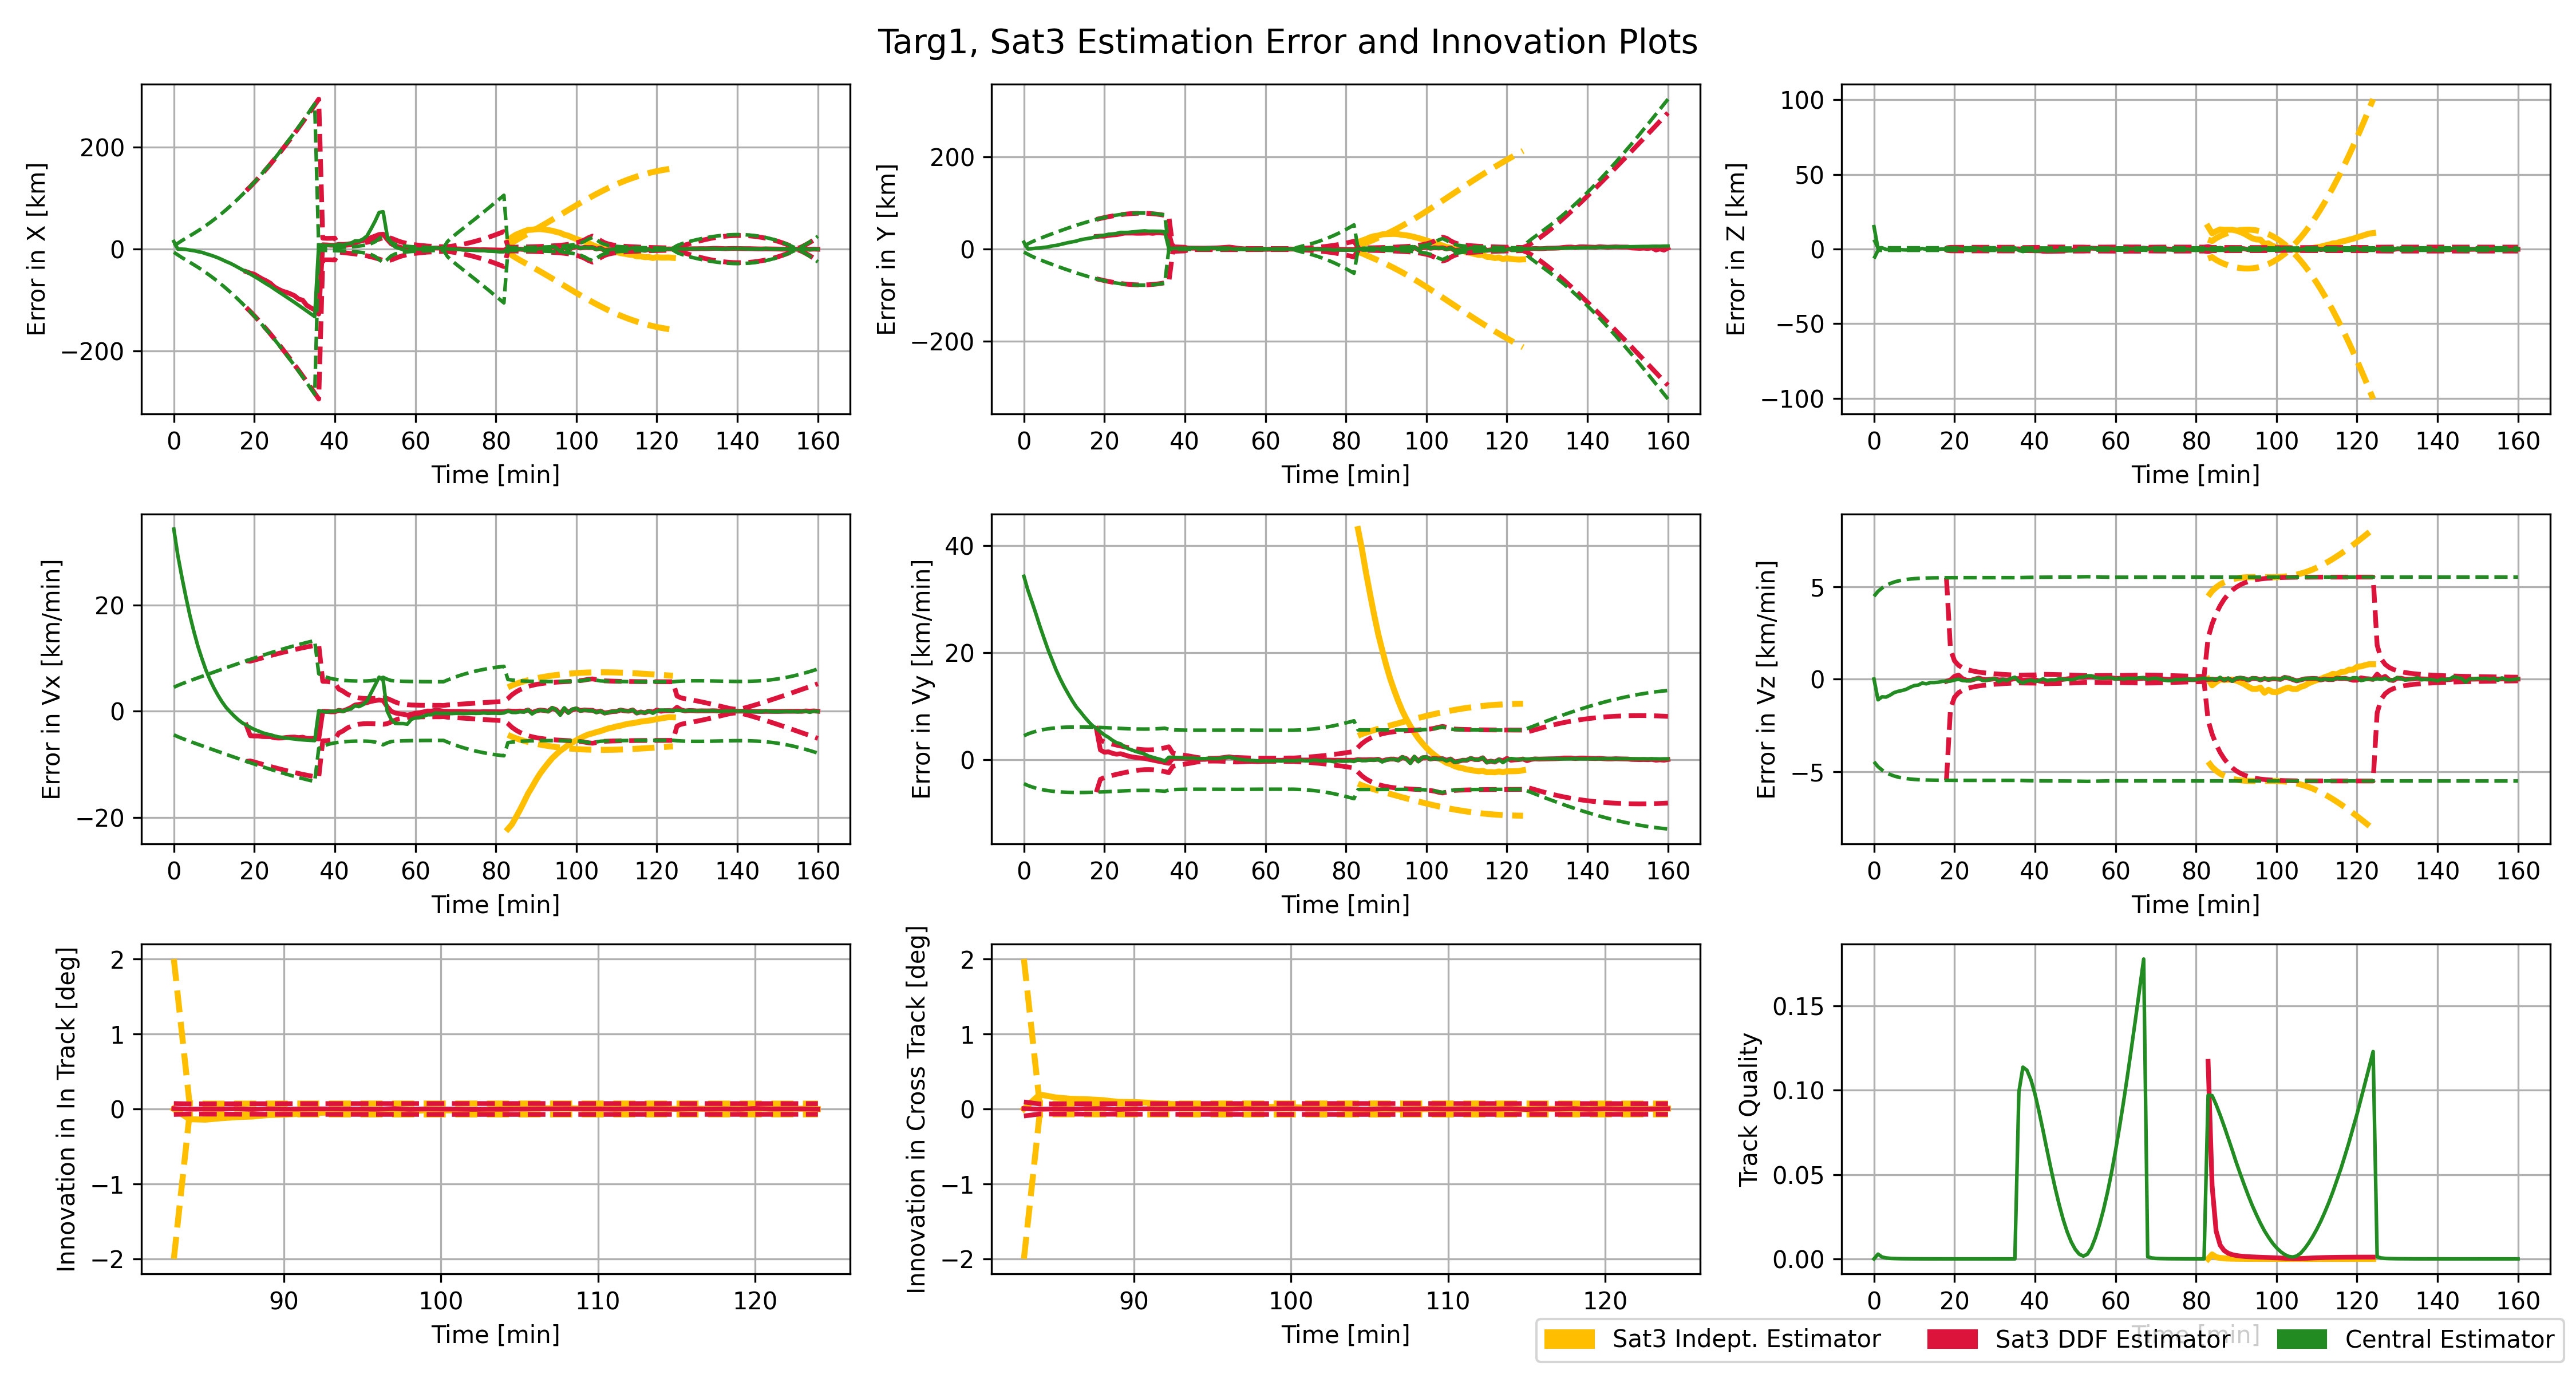 Targ1, Sat3 Estimation Error and Innovation Plots
Error in X [km]
200
0
−200
0 20 40 60 80 100 120 140 160
Time [min]
Error in Y [km]
200
0
−200
0 20 40 60 80 100 120 140 160
Time [min]
Error in Z [km]
100
50
0
−50
−100
0 20 40 60 80 100 120 140 160
Time [min]
Error in Vx [km/min]
20
0
−20
0 20 40 60 80 100 120 140 160
Time [min]
Error in Vy [km/min]
40
20
0
0 20 40 60 80 100 120 140 160
Time [min]
Error in Vz [km/min]
5
0
−5
0 20 40 60 80 100 120 140 160
Time [min]
Innovation in In Track [deg]
2
1
0
−1
−2
90 100 110 120
Time [min]
Innovation in Cross Track [deg]
2
1
0
−1
−2
90 100 110 120
Time [min]
Track Quality
0.15
0.10
0.05
0.00
0 20 40 60 80 100 120 140 160
Time [min]
Sat3 Indept. Estimator Sat3 DDF Estimator Central Estimator